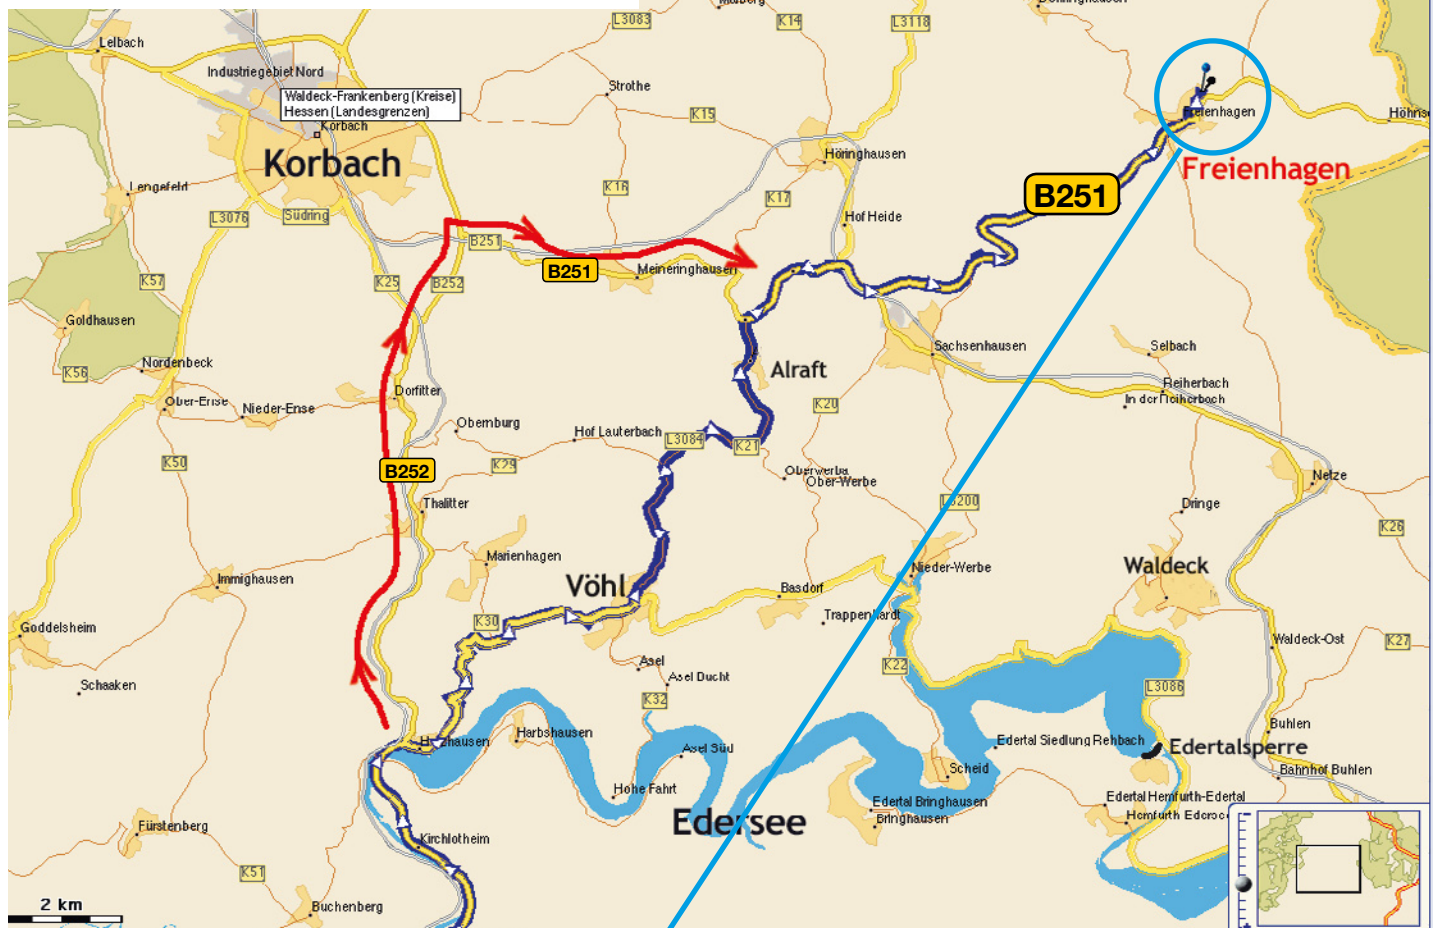 L3083
K14
L3118
Lelbach
Industriegebiet Nord
Strothe
Waldeck-Frankenberg (Kreise)
Hessen (Landesgrenzen)
Korbach
K15
Freienhagen
Korbach
Höringhausen
Freienhagen
Lengefeld
K16
K17
B251
L3076
Südring
Hof Heide
B251
B251
Meineringhausen
K57
K25
B252
Goldhausen
Sachsenhausen
Selbach
Nordenbeck
Alraft
K56
Reiherbach
Dorfitter
In der Reiherbach
Ober-Ense
Nieder-Ense
K20
Obernburg
Hof Lauterbach
L3084
K21
K50
K29
B252
Oberwerba
Ober-Werbe
Netze
Thalitter
L3200
Dringe
K26
Marienhagen
Nieder-Werbe
Waldeck
Immighausen
Vöhl
Basdorf
Trappenhardt
K30
Goddelsheim
Waldeck-Ost
K27
Asel
K22
Asel Ducht
Schaaken
K32
L3086
Harbshausen
Buhlen
Asel Süd
Edertal Siedlung Rehbach
Edertalsperre
Scheid
Bahnhof Buhlen
Hohe Fahrt
Edertal Bringhausen
Bringhausen
Edertal Hemfurth-Edertal
Edersee
Fürstenberg
Kirchlotheim
K51
2 km
Buchenberg